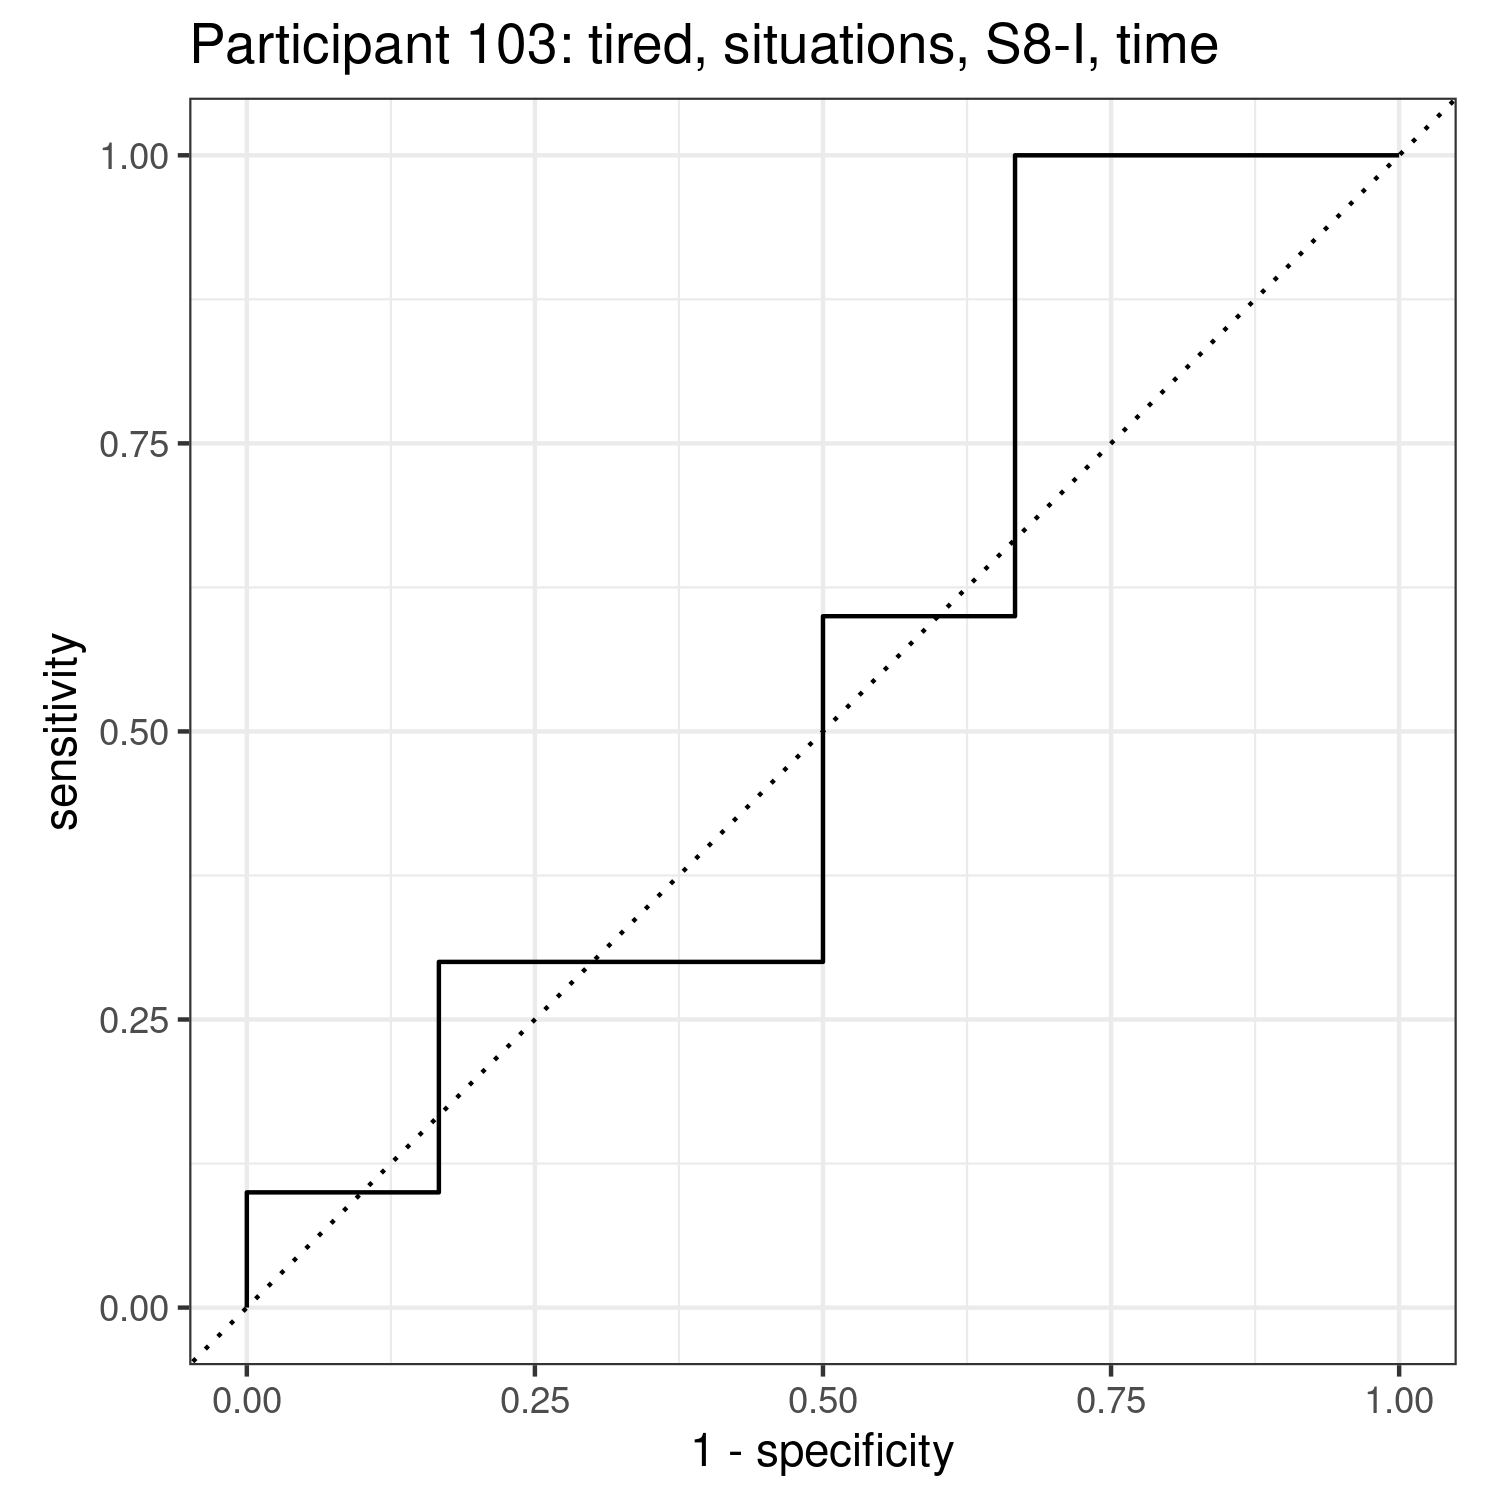 Participant 103: tired, situations, S8-I, time
sensitivity
1.00
0.75
0.50
0.25
0.00
0.00 0.25 0.50 0.75 1.00
1 - specificity